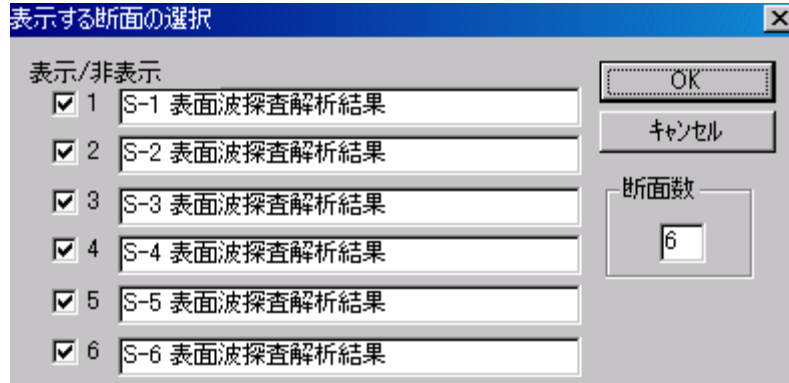 表示する断面の選択
表示/非表示
1 S-1 表面波探査解析結果
2 S-2 表面波探査解析結果
3 S-3 表面波探査解析結果
4 S-4 表面波探査解析結果
5 S-5 表面波探査解析結果
6 S-6 表面波探査解析結果
OK
キャンセル
断面数
6